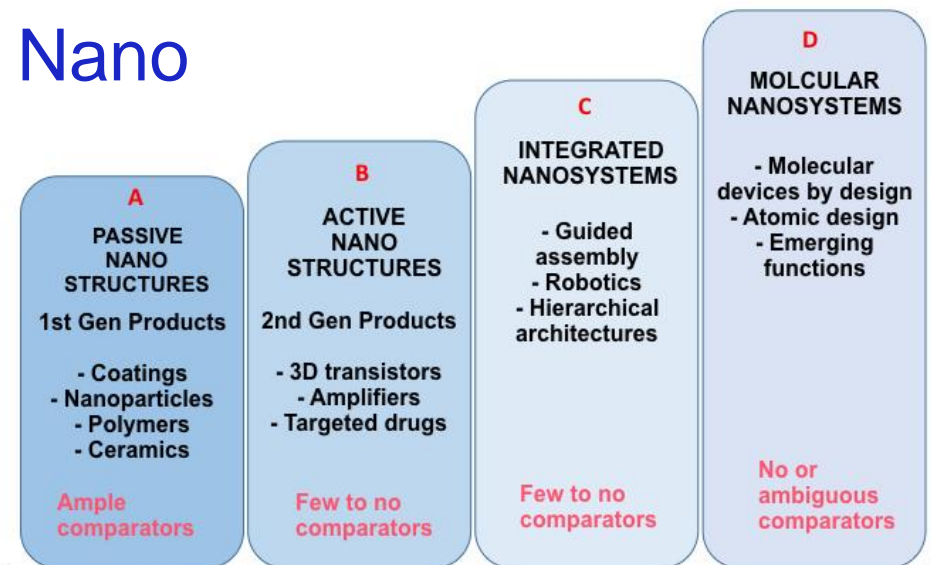 Nano
A
PASSIVE
NANO
STRUCTURES
1st Gen Products
- Coatings
- Nanoparticles
- Polymers
- Ceramics
Ample
comparators
B
ACTIVE
NANO
STRUCTURES
2nd Gen Products
- 3D transistors
- Amplifiers
- Targeted drugs
Few to no
comparators
C
INTEGRATED
NANOSYSTEMS
- Guided
assembly
- Robotics
- Hierarchical
architectures
Few to no
comparators
D
MOLCULAR
NANOSYSTEMS
- Molecular
devices by design
- Atomic design
- Emerging
functions
No or
ambiguous
comparators